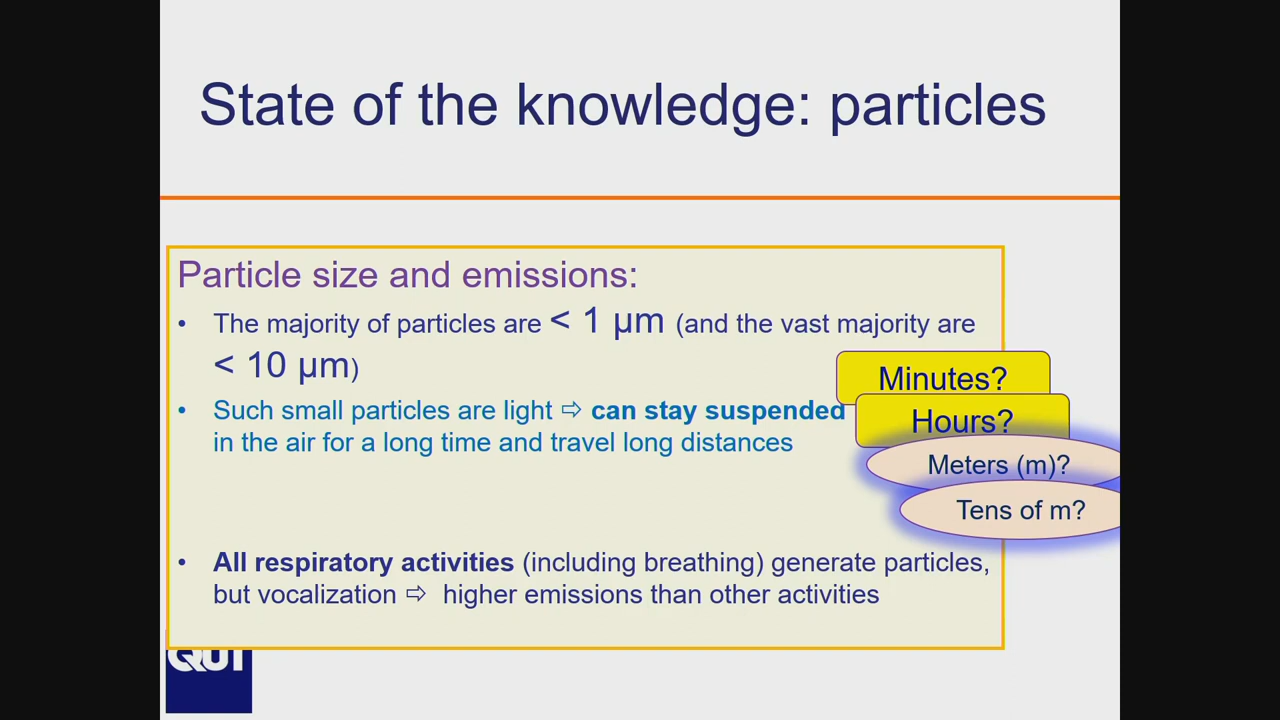 State of the knowledge: particles
Particle size and emissions:
• The majority of particles are < 1 µm (and the vast majority are
< 10 µm)
• Such small particles are light ⇨ can stay suspended
in the air for a long time and travel long distances
Minutes?
Hours?
Meters (m)?
Tens of m?
• All respiratory activities (including breathing) generate particles,
but vocalization ⇨ higher emissions than other activities
QUT